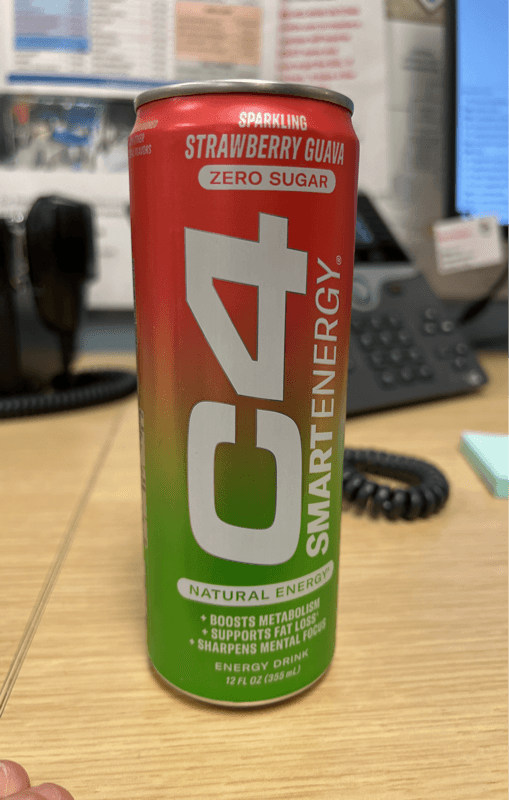 SPARKLING
STRAWBERRY GUAVA
ZERO SUGAR
C4
SMART ENERGY®
NATURAL ENERGY*
+ BOOSTS METABOLISM
+ SUPPORTS FAT LOSS*
+ SHARPENS MENTAL FOCUS
ENERGY DRINK
12 FL OZ (355 mL)